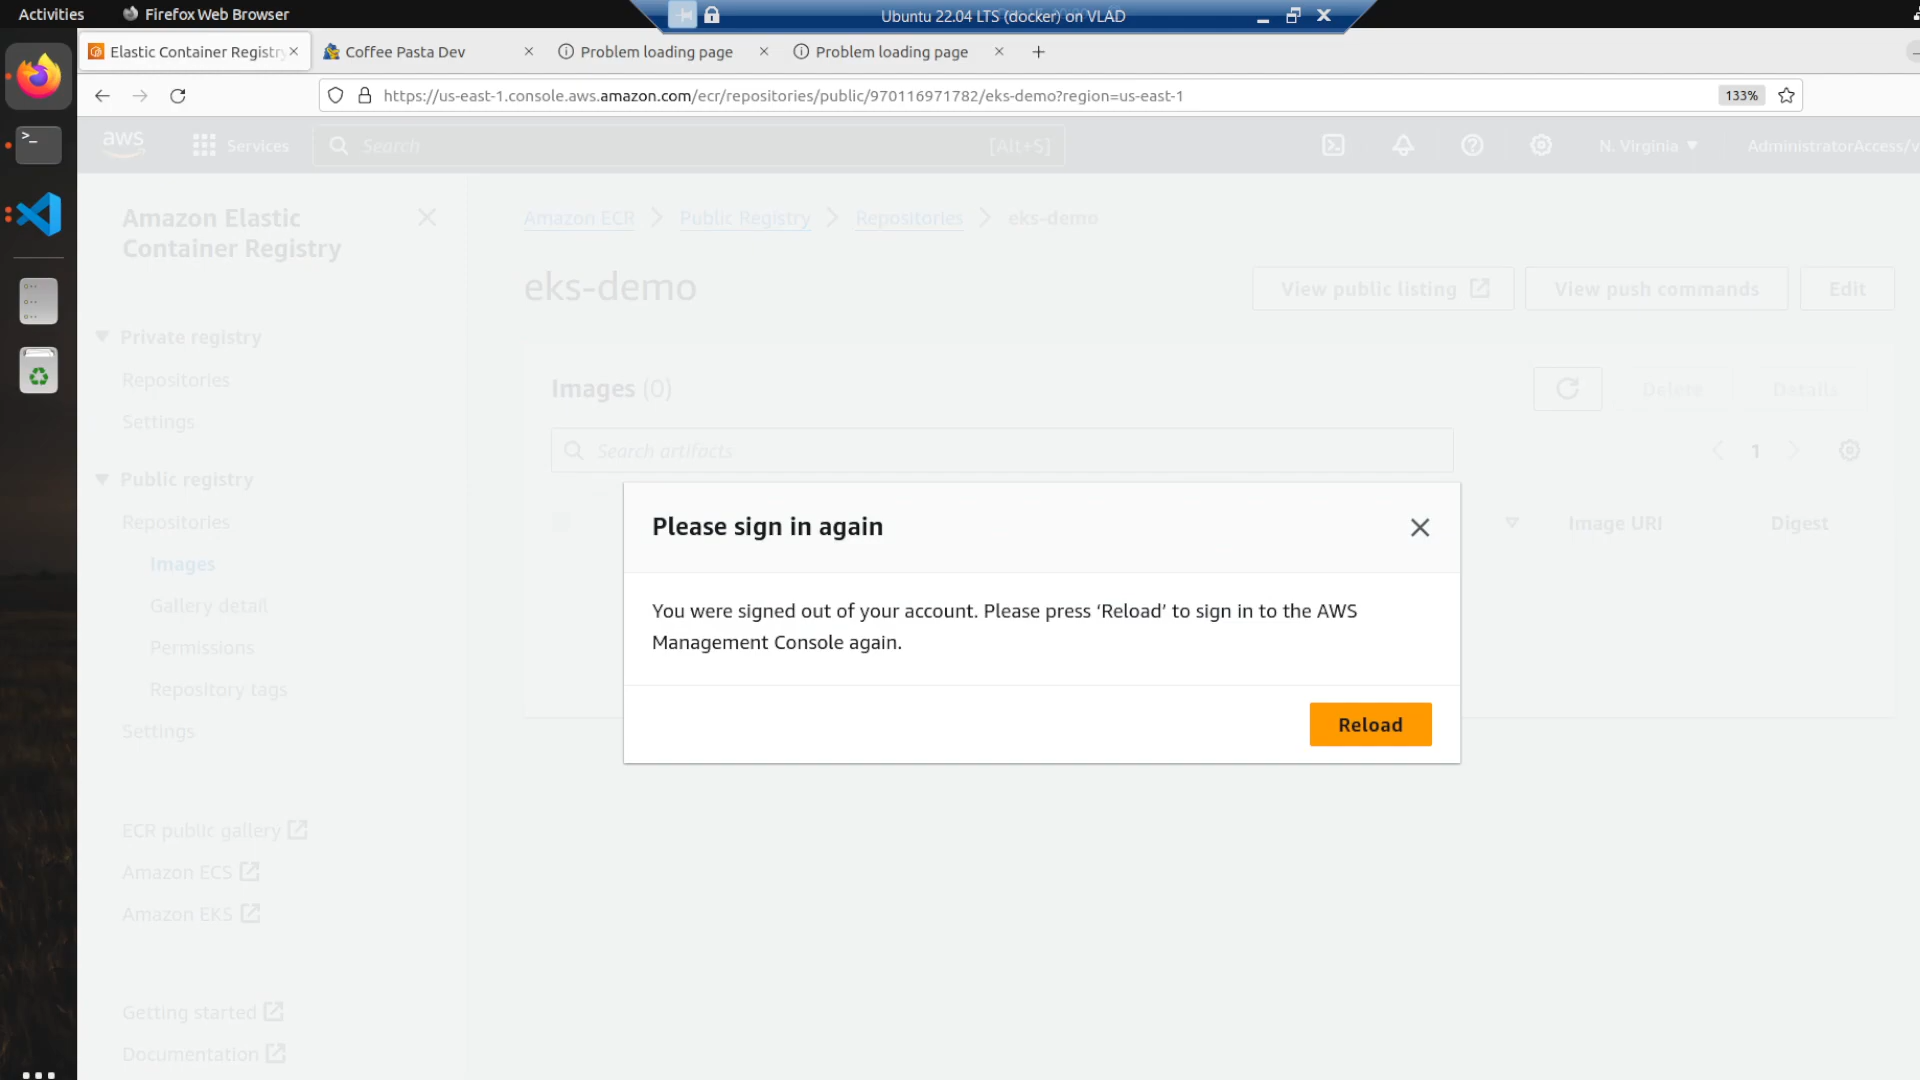 Activities
Firefox Web Browser
Ubuntu 22.04 LTS (docker) on VLAD
Elastic Container Registry
Coffee Pasta Dev
Problem loading page
Problem loading page
https://us-east-1.console.aws.amazon.com/ecr/repositories/public/970116971782/eks-demo?region=us-east-1
133%
aws
Services
Search
[Alt+S]
N. Virginia
AdministratorAccess/v
Amazon Elastic
Container Registry
Private registry
Repositories
Settings
Public registry
Repositories
Images
Gallery detail
Permissions
Repository tags
Settings
ECR public gallery
Amazon ECS
Amazon EKS
Getting started
Documentation
Amazon ECR
Public Registry
Repositories
eks-demo
eks-demo
View public listing
View push commands
Edit
Images (0)
Delete
Details
Search artifacts
1
Image URI
Digest
Please sign in again
You were signed out of your account. Please press ‘Reload’ to sign in to the AWS
Management Console again.
Reload